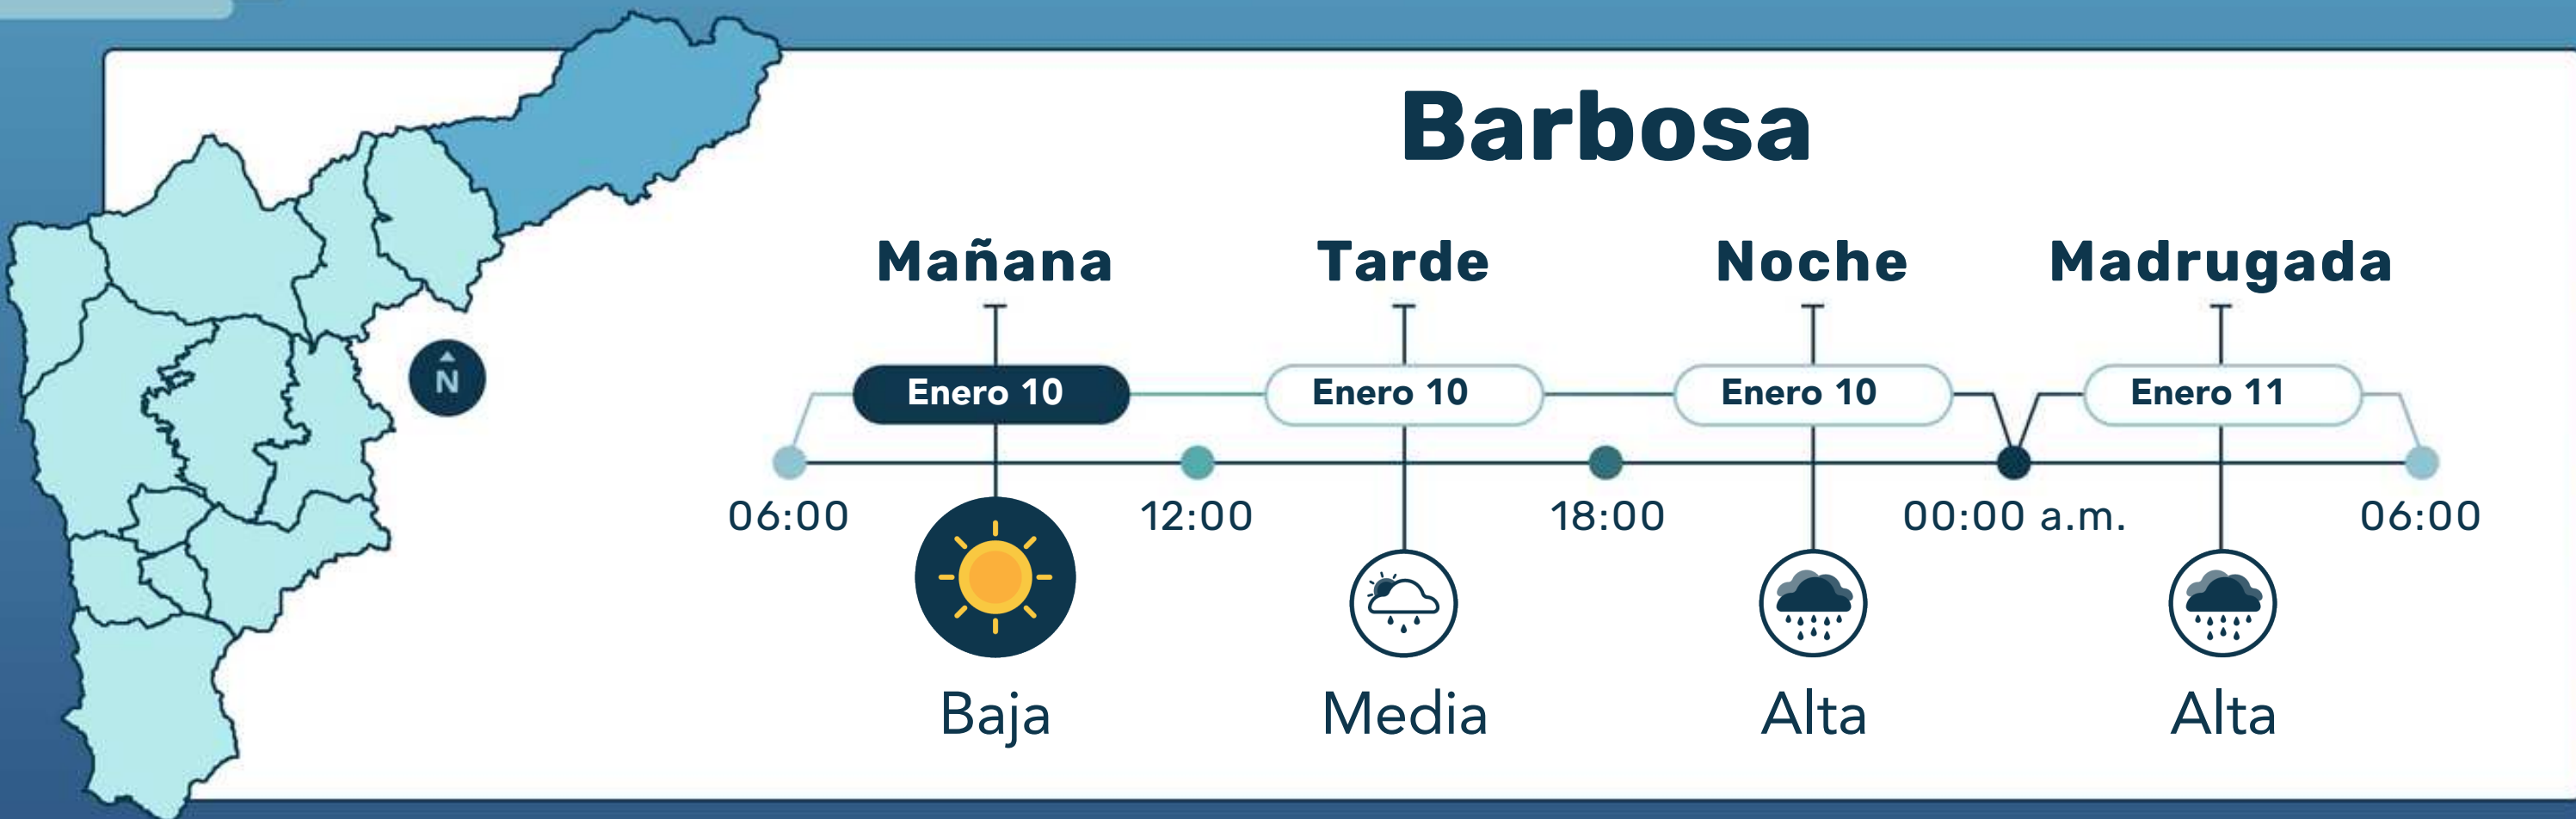 Barbosa
Mañana Tarde Noche Madrugada
N
Enero 10 Enero 10 Enero 10 Enero 11
06:00 12:00 18:00 00:00 a.m. 06:00
Baja Media Alta Alta